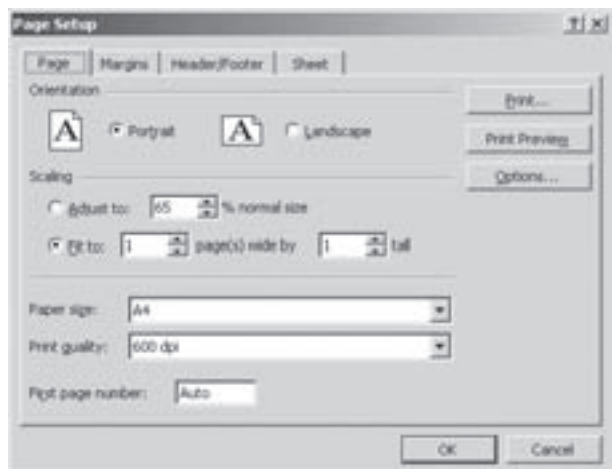 Page Setup
Page Margins Header/Footer Sheet
Orientation
A Portrait A Landscape
Print...
Print Preview
Options...
Scaling
Adjust to: 65 % normal size
Fit to: 1 page(s) wide by 1 tall
Paper size: A4
Print quality: 600 dpi
First page number: Auto
OK Cancel